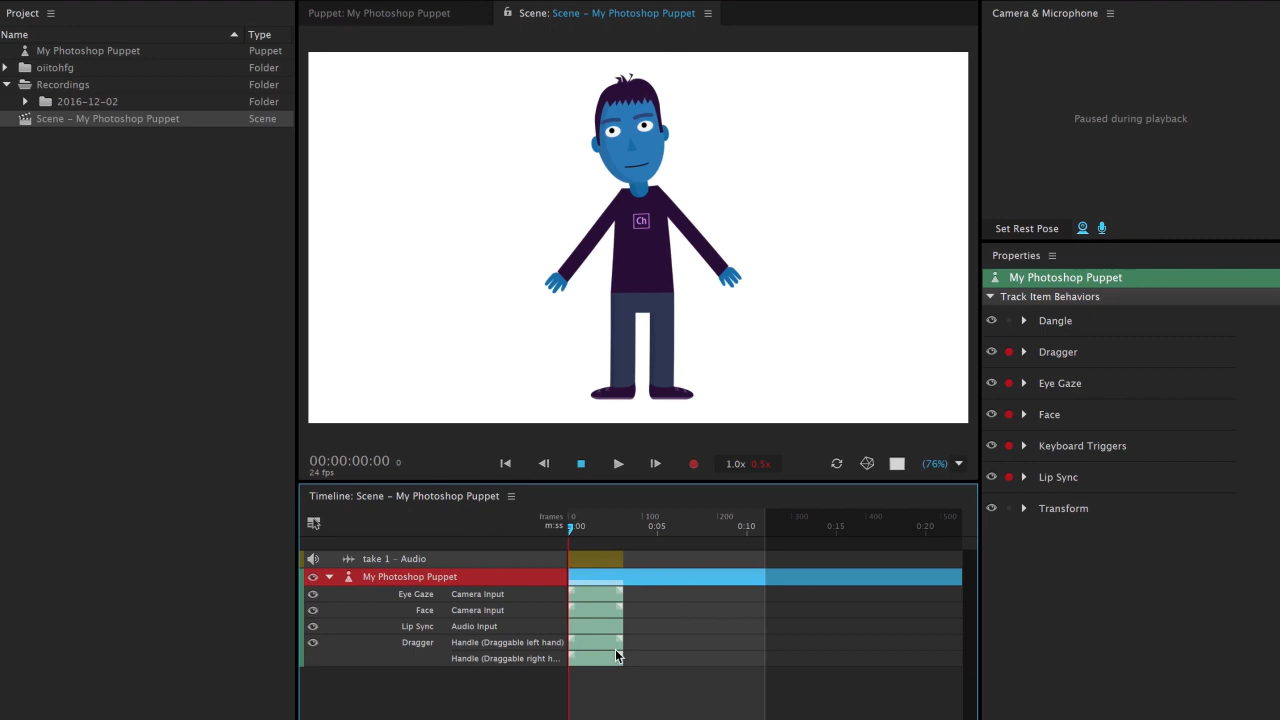 Project
Name Type
My Photoshop Puppet Puppet
oiitohfg Folder
Recordings Folder
2016-12-02 Folder
Scene – My Photoshop Puppet Scene
Puppet: My Photoshop Puppet
Scene: Scene – My Photoshop Puppet
Ch
00:00:00:00 0
24 fps
1.0x 0.5x
(76%)
Camera & Microphone
Paused during playback
Set Rest Pose
Properties
My Photoshop Puppet
Track Item Behaviors
Dangle
Dragger
Eye Gaze
Face
Keyboard Triggers
Lip Sync
Transform
Timeline: Scene – My Photoshop Puppet
frames 0 100 200 300 400 500
m:ss 0:00 0:05 0:10 0:15 0:20
take 1 – Audio
My Photoshop Puppet
Eye Gaze Camera Input
Face Camera Input
Lip Sync Audio Input
Dragger Handle (Draggable left hand)
Handle (Draggable right h...